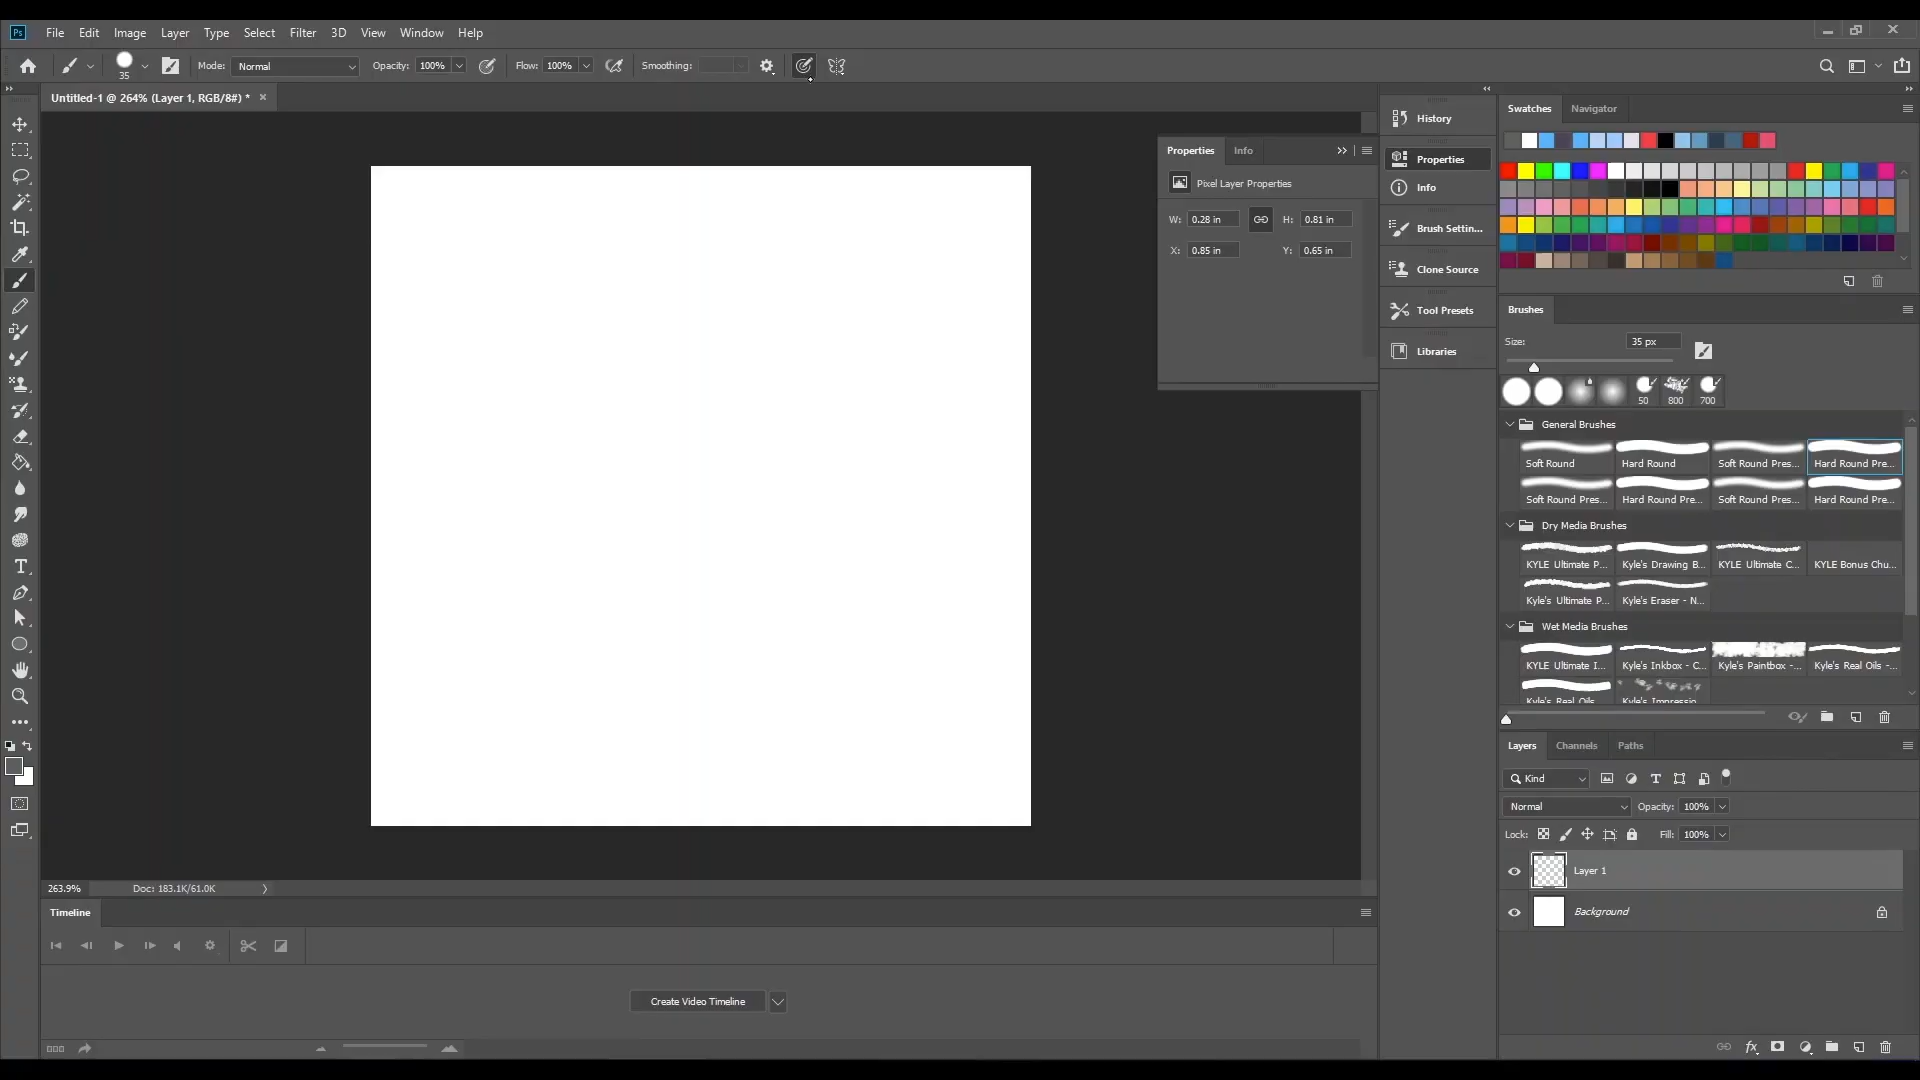 Ps File Edit Image Layer Type Select Filter 3D View Window Help
35 Mode: Normal Opacity: 100% Flow: 100% Smoothing:
Untitled-1 @ 264% (Layer 1, RGB/8#) * ×
Properties Info
Pixel Layer Properties
W: 0.28 in H: 0.81 in
X: 0.85 in Y: 0.65 in
History
Properties
Info
Brush Settin...
Clone Source
Tool Presets
Libraries
Swatches Navigator
Brushes
Size: 35 px
50 800 700
General Brushes
Soft Round Hard Round Soft Round Pres... Hard Round Pre...
Soft Round Pres... Hard Round Pre... Soft Round Pres... Hard Round Pre...
Dry Media Brushes
KYLE Ultimate P... Kyle's Drawing B... KYLE Ultimate C... KYLE Bonus Chu...
Kyle's Ultimate P... Kyle's Eraser - N...
Wet Media Brushes
KYLE Ultimate I... Kyle's Inkbox - C... Kyle's Paintbox -... Kyle's Real Oils -...
Kyle's Real Oils Kyle's Impressio
Layers Channels Paths
Kind
Normal Opacity: 100%
Lock: Fill: 100%
Layer 1
Background
263.9% Doc: 183.1K/61.0K
Timeline
Create Video Timeline
fx